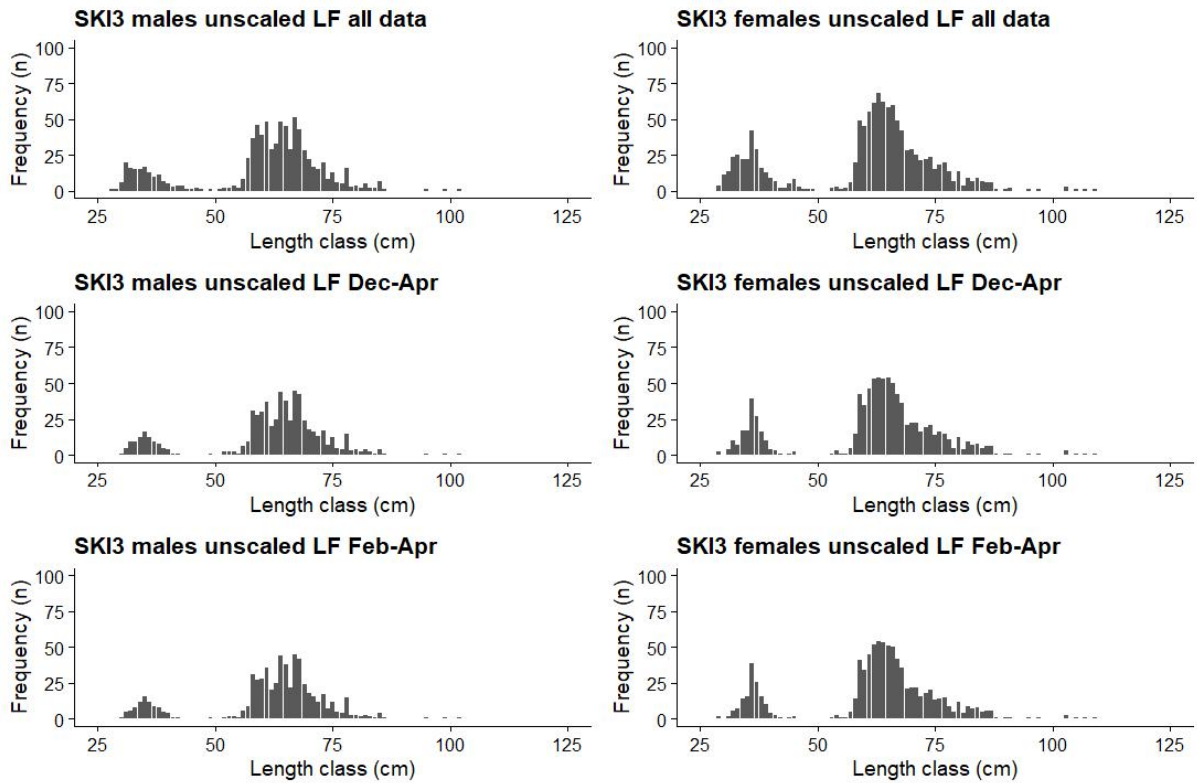 SKI3 males unscaled LF all data
Frequency (n)
100
75
50
25
0
25 50 75 100 125
Length class (cm)
SKI3 females unscaled LF all data
Frequency (n)
100
75
50
25
0
25 50 75 100 125
Length class (cm)
SKI3 males unscaled LF Dec-Apr
Frequency (n)
100
75
50
25
0
25 50 75 100 125
Length class (cm)
SKI3 females unscaled LF Dec-Apr
Frequency (n)
100
75
50
25
0
25 50 75 100 125
Length class (cm)
SKI3 males unscaled LF Feb-Apr
Frequency (n)
100
75
50
25
0
25 50 75 100 125
Length class (cm)
SKI3 females unscaled LF Feb-Apr
Frequency (n)
100
75
50
25
0
25 50 75 100 125
Length class (cm)